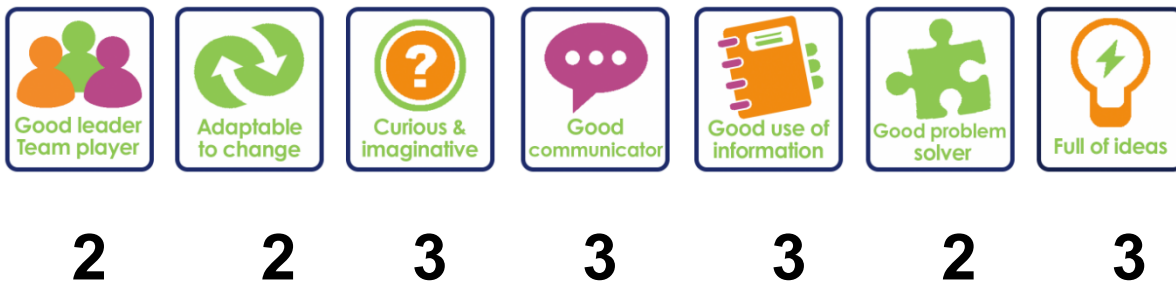 ?
Good leader
Team player
Adaptable
to change
Curious &
imaginative
Good
communicator
Good use of
information
Good problem
solver
Full of ideas
2 2 3 3 3 2 3